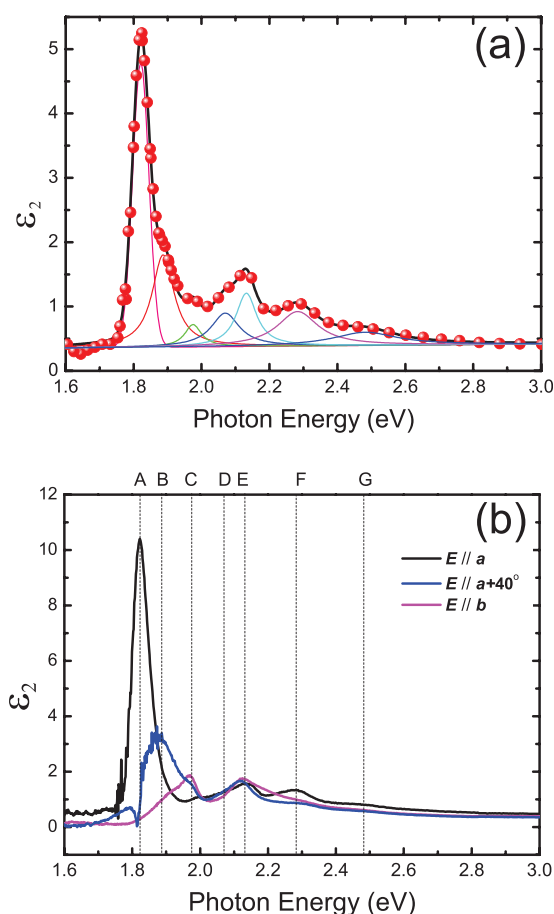 (a)
5
4
3
2
1
0
ε2
1.6 1.8 2.0 2.2 2.4 2.6 2.8 3.0
Photon Energy (eV)
A B C D E F G
(b)
12
10
8
6
4
2
0
ε2
E // a
E // a+40°
E // b
1.6 1.8 2.0 2.2 2.4 2.6 2.8 3.0
Photon Energy (eV)